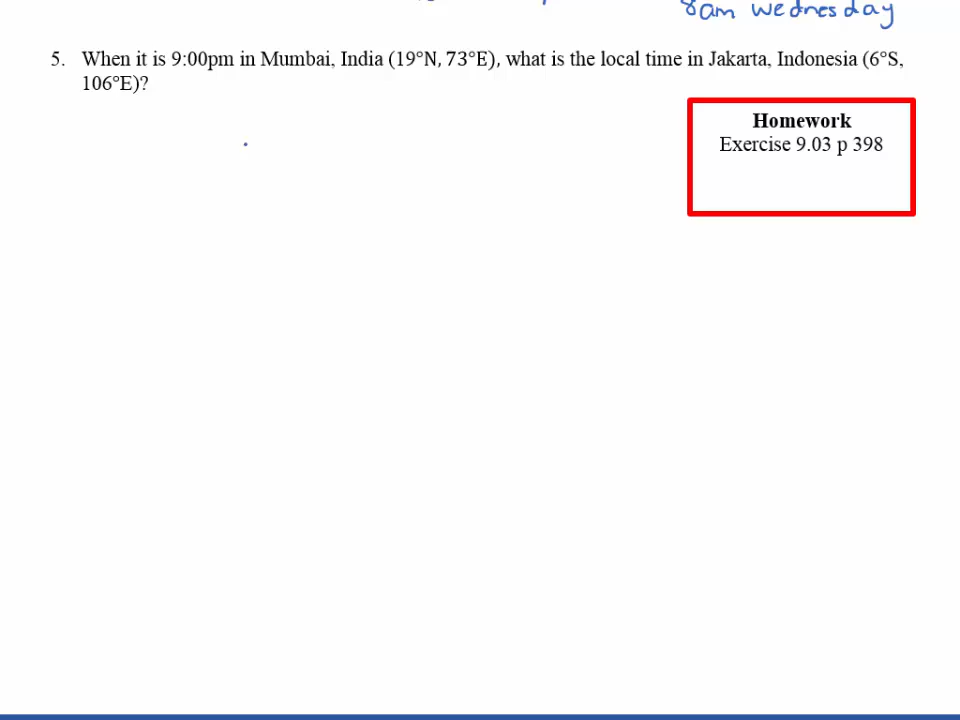 8am wednesday
5. When it is 9:00pm in Mumbai, India (19°N, 73°E), what is the local time in Jakarta, Indonesia (6°S,
106°E)?
Homework
Exercise 9.03 p 398